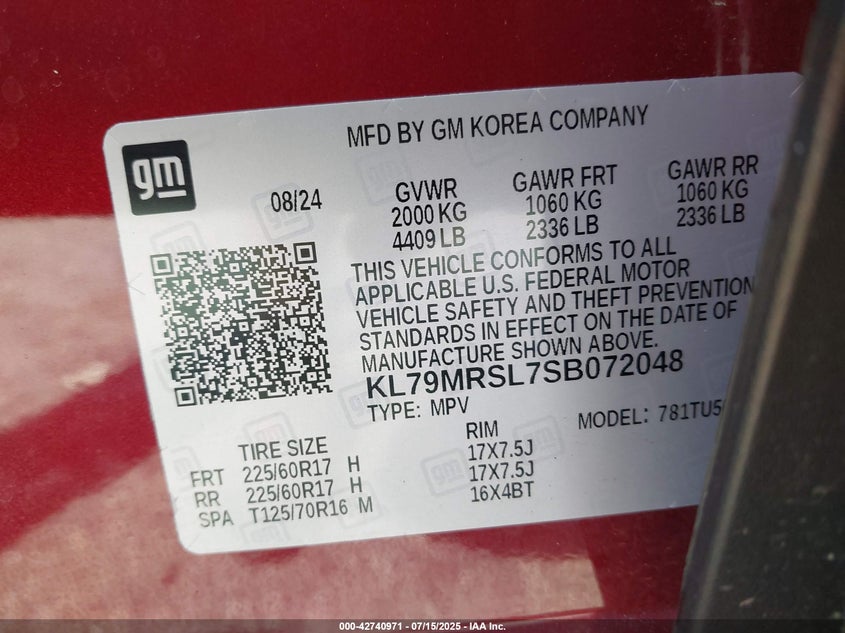 MFD BY GM KOREA COMPANY
gm
08/24
GVWR
2000 KG
4409 LB
GAWR FRT
1060 KG
2336 LB
GAWR RR
1060 KG
2336 LB
THIS VEHICLE CONFORMS TO ALL
APPLICABLE U.S. FEDERAL MOTOR
VEHICLE SAFETY AND THEFT PREVENTION
STANDARDS IN EFFECT ON THE DATE OF
MANUFACTURE SHOWN ABOVE.
KL79MRSL7SB072048
TYPE: MPV MODEL: 781TU5
TIRE SIZE RIM
FRT 225/60R17 H 17X7.5J
RR 225/60R17 H 17X7.5J
SPA T125/70R16 M 16X4BT
000-42740971 - 07/15/2025 - IAA Inc.